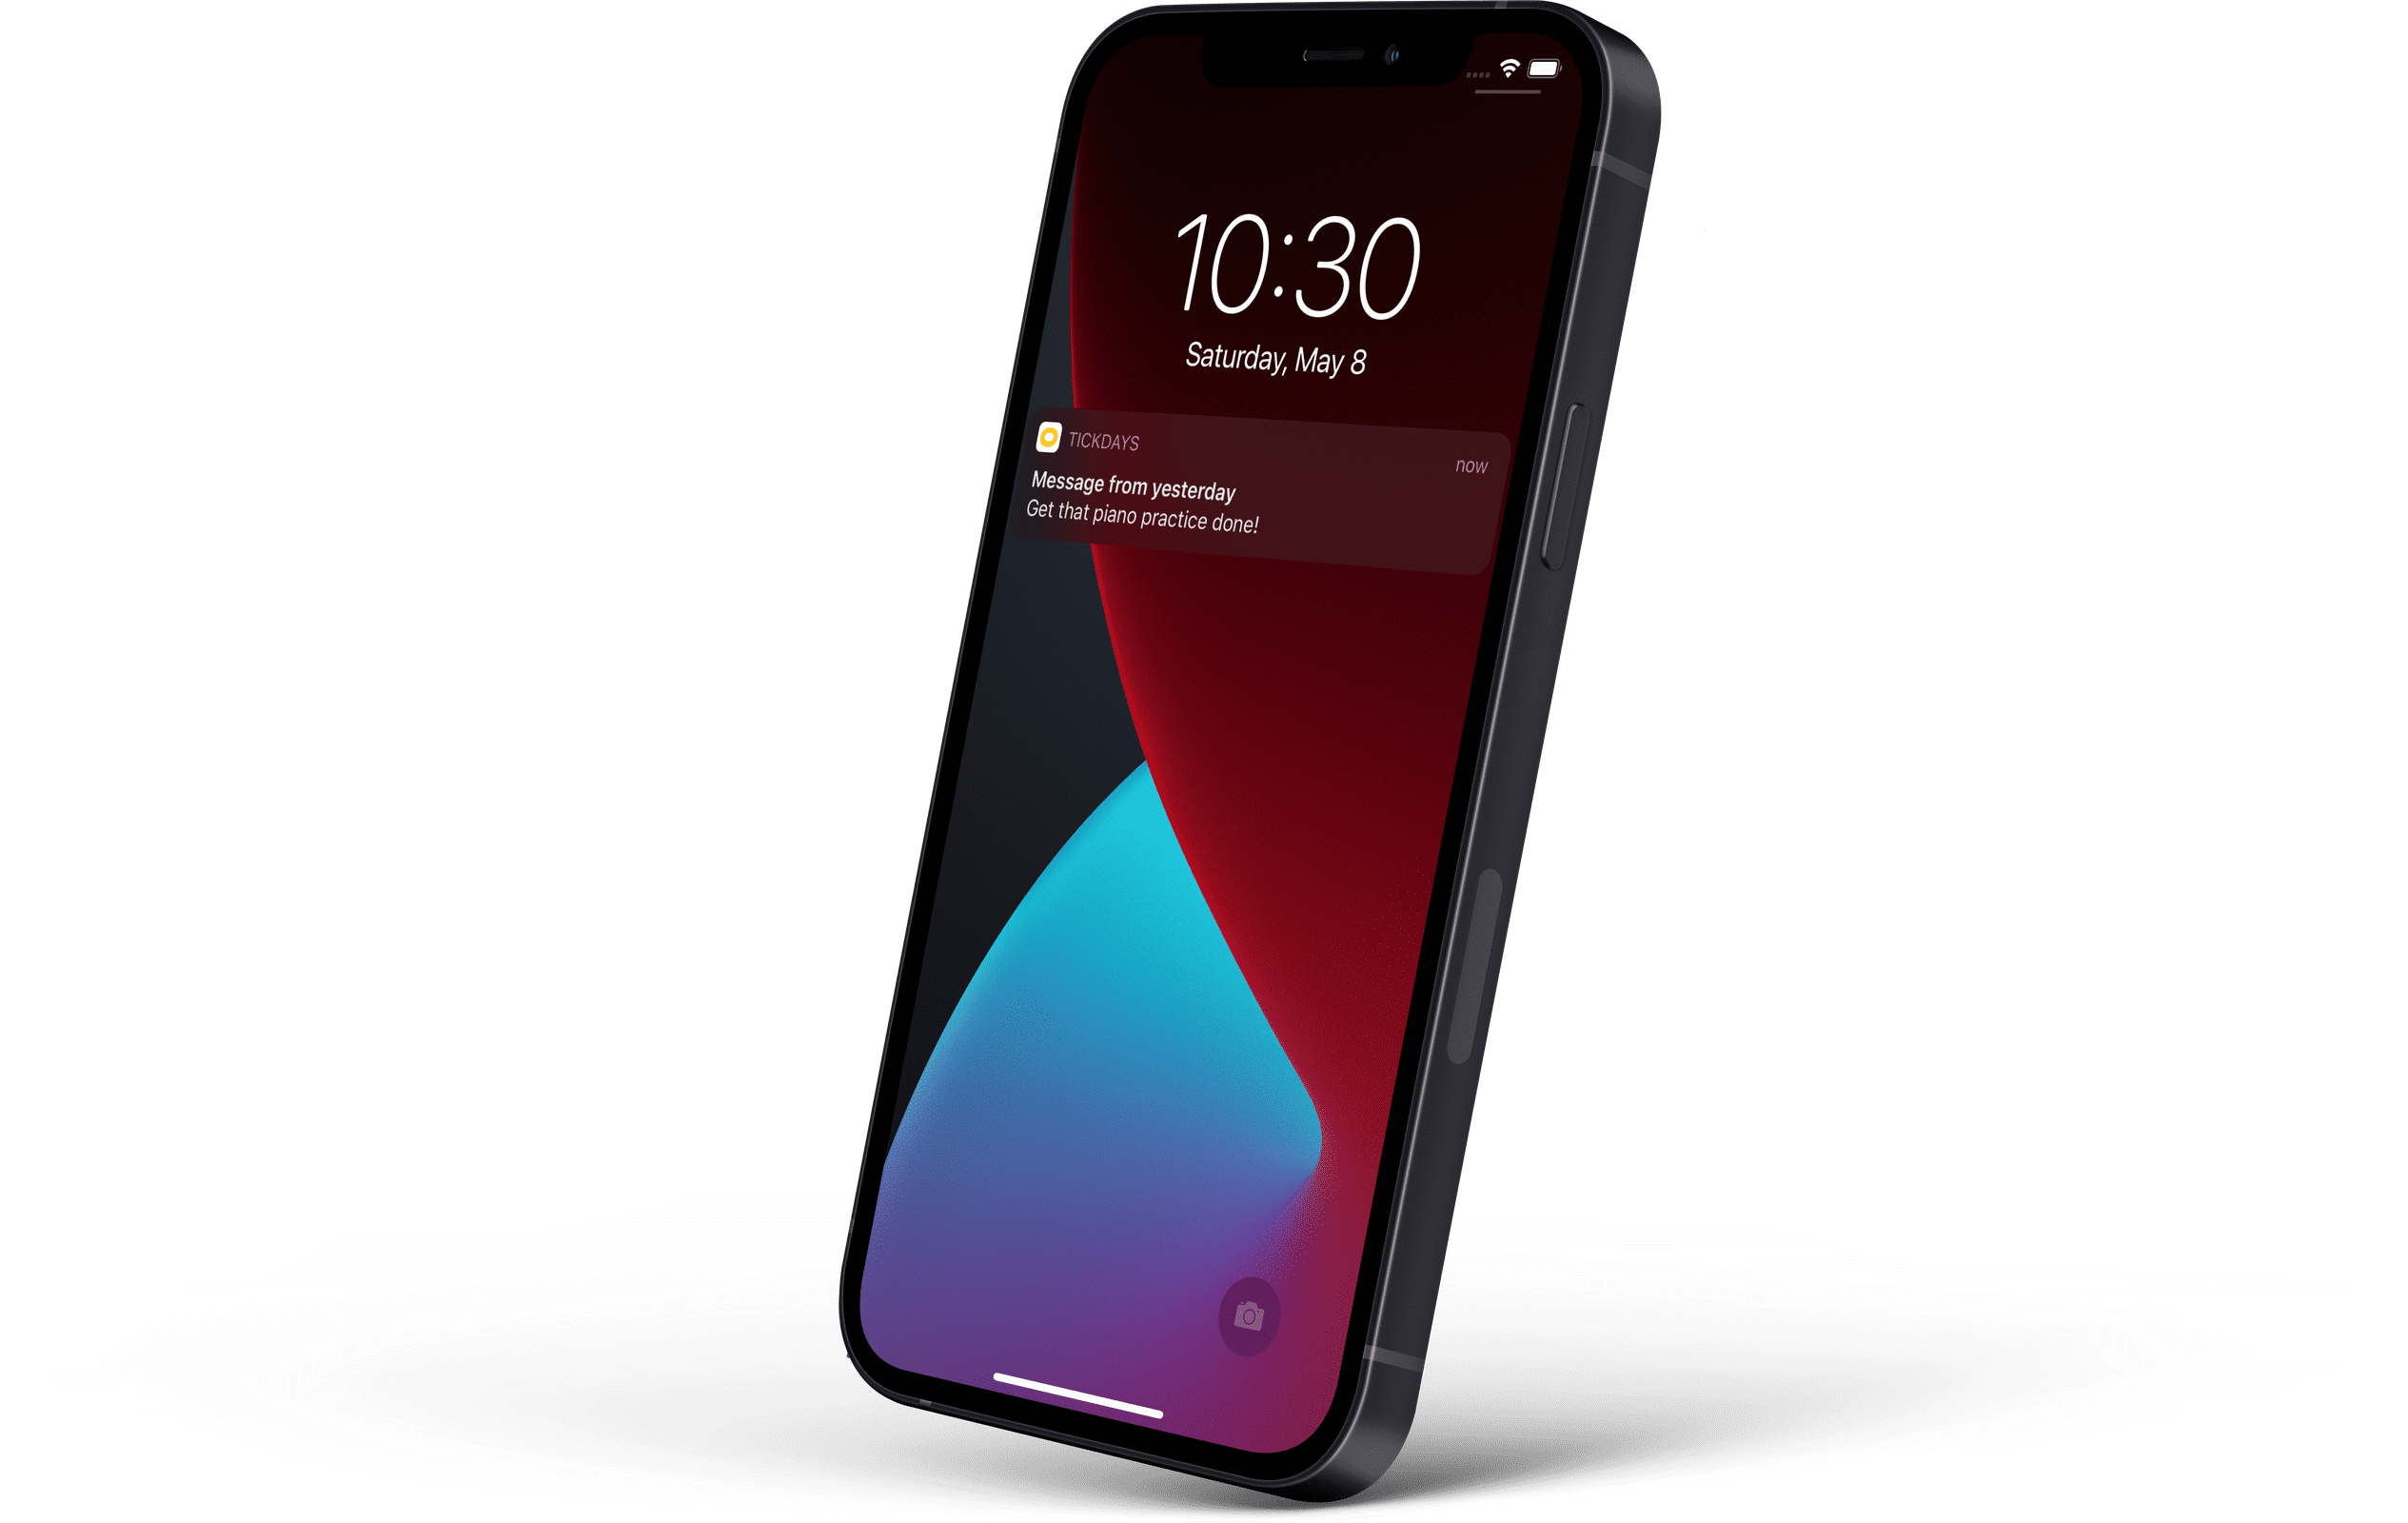 10:30
Saturday, May 8
TICKDAYS
now
Message from yesterday
Get that piano practice done!